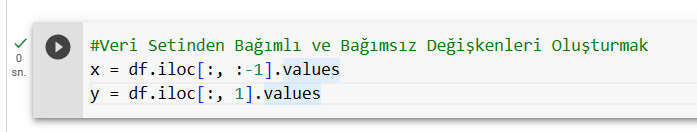 #Veri Setinden Bağımlı ve Bağımsız Değişkenleri Oluşturmak
x = df.iloc[:, :-1].values
y = df.iloc[:, 1].values
0
sn.